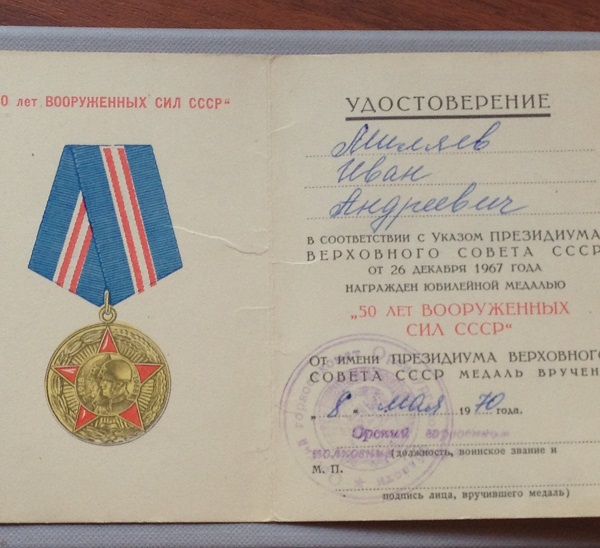 0 лет ВООРУЖЕННЫХ СИЛ СССР"
УДОСТОВЕРЕНИЕ
Миляев
Иван
Андреевич
В СООТВЕТСТВИИ С УКАЗОМ ПРЕЗИДИУМА
ВЕРХОВНОГО СОВЕТА СССР
ОТ 26 ДЕКАБРЯ 1967 ГОДА
НАГРАЖДЕН ЮБИЛЕЙНОЙ МЕДАЛЬЮ
„50 ЛЕТ ВООРУЖЕННЫХ
СИЛ СССР"
ОТ ИМЕНИ ПРЕЗИДИУМА ВЕРХОВНОГО
СОВЕТА СССР МЕДАЛЬ ВРУЧЕН
„8" мая 1970 года.
Орский
(должность, воинское звание и
М. П.
подпись лица, вручившего медаль)